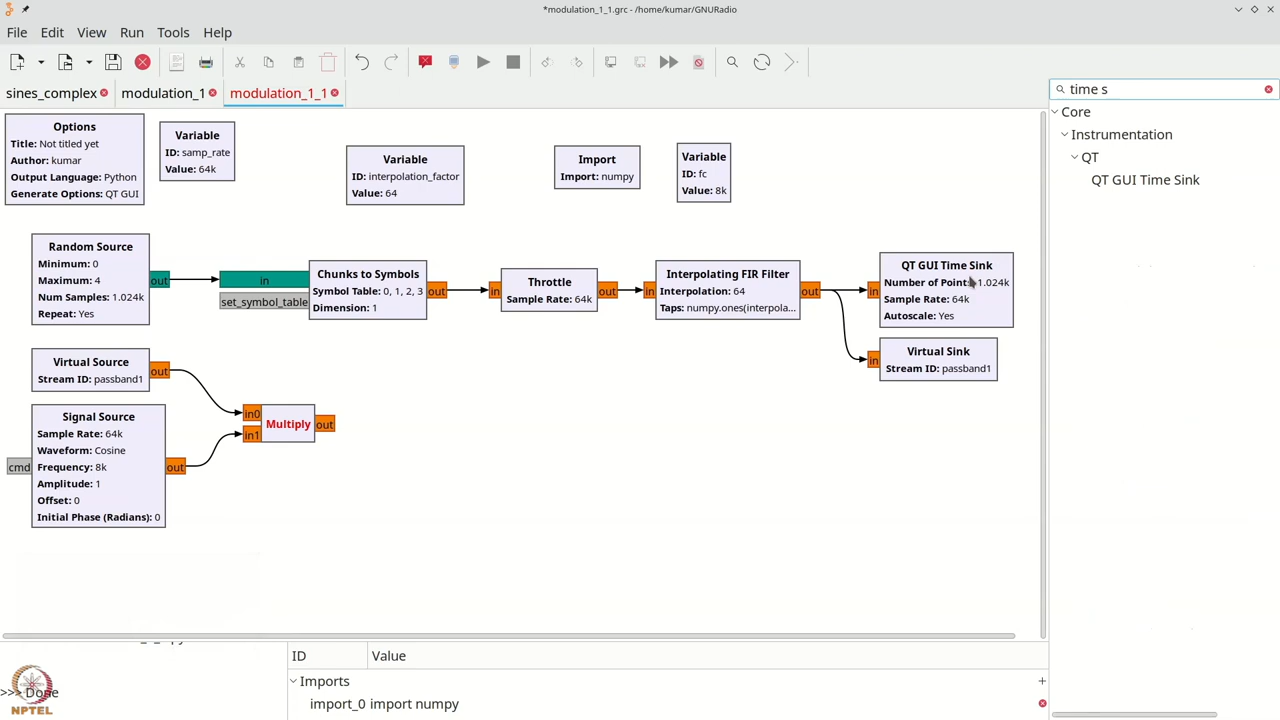 *modulation_1_1.grc - /home/kumar/GNURadio
File Edit View Run Tools Help
sines_complex modulation_1 modulation_1_1
time s
Core
Instrumentation
QT
QT GUI Time Sink
Options
Title: Not titled yet
Author: kumar
Output Language: Python
Generate Options: QT GUI
Variable
ID: samp_rate
Value: 64k
Variable
ID: interpolation_factor
Value: 64
Import
Import: numpy
Variable
ID: fc
Value: 8k
Random Source
Minimum: 0
Maximum: 4
Num Samples: 1.024k
Repeat: Yes
out
in
set_symbol_table
Chunks to Symbols
Symbol Table: 0, 1, 2, 3
Dimension: 1
out
in
Throttle
Sample Rate: 64k
out
in
Interpolating FIR Filter
Interpolation: 64
Taps: numpy.ones(interpola...
out
in
QT GUI Time Sink
Number of Points: 1.024k
Sample Rate: 64k
Autoscale: Yes
in
Virtual Sink
Stream ID: passband1
Virtual Source
Stream ID: passband1
out
cmd
Signal Source
Sample Rate: 64k
Waveform: Cosine
Frequency: 8k
Amplitude: 1
Offset: 0
Initial Phase (Radians): 0
out
in0
in1
Multiply
out
>>> Done
NPTEL
ID Value
Imports
import_0 import numpy